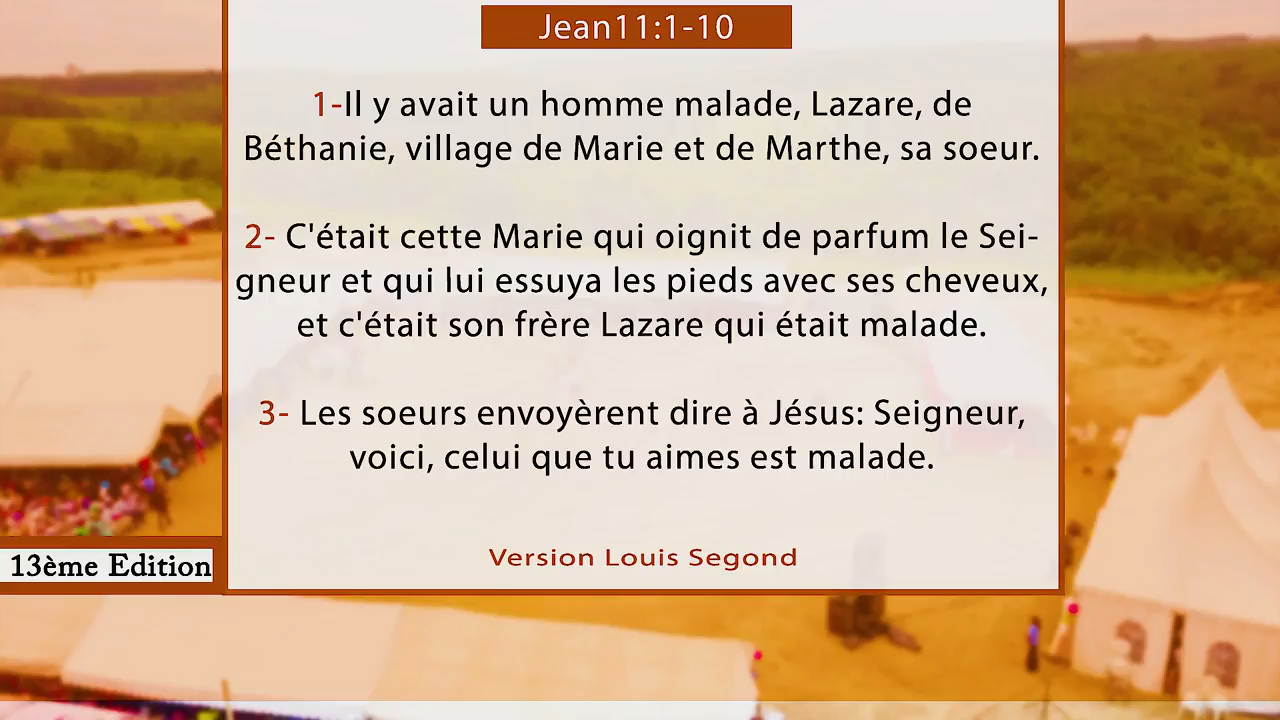 Jean11:1-10
1-Il y avait un homme malade, Lazare, de
Béthanie, village de Marie et de Marthe, sa soeur.
2- C'était cette Marie qui oignit de parfum le Sei-
gneur et qui lui essuya les pieds avec ses cheveux,
et c'était son frère Lazare qui était malade.
3- Les soeurs envoyèrent dire à Jésus: Seigneur,
voici, celui que tu aimes est malade.
Version Louis Segond
13ème Edition